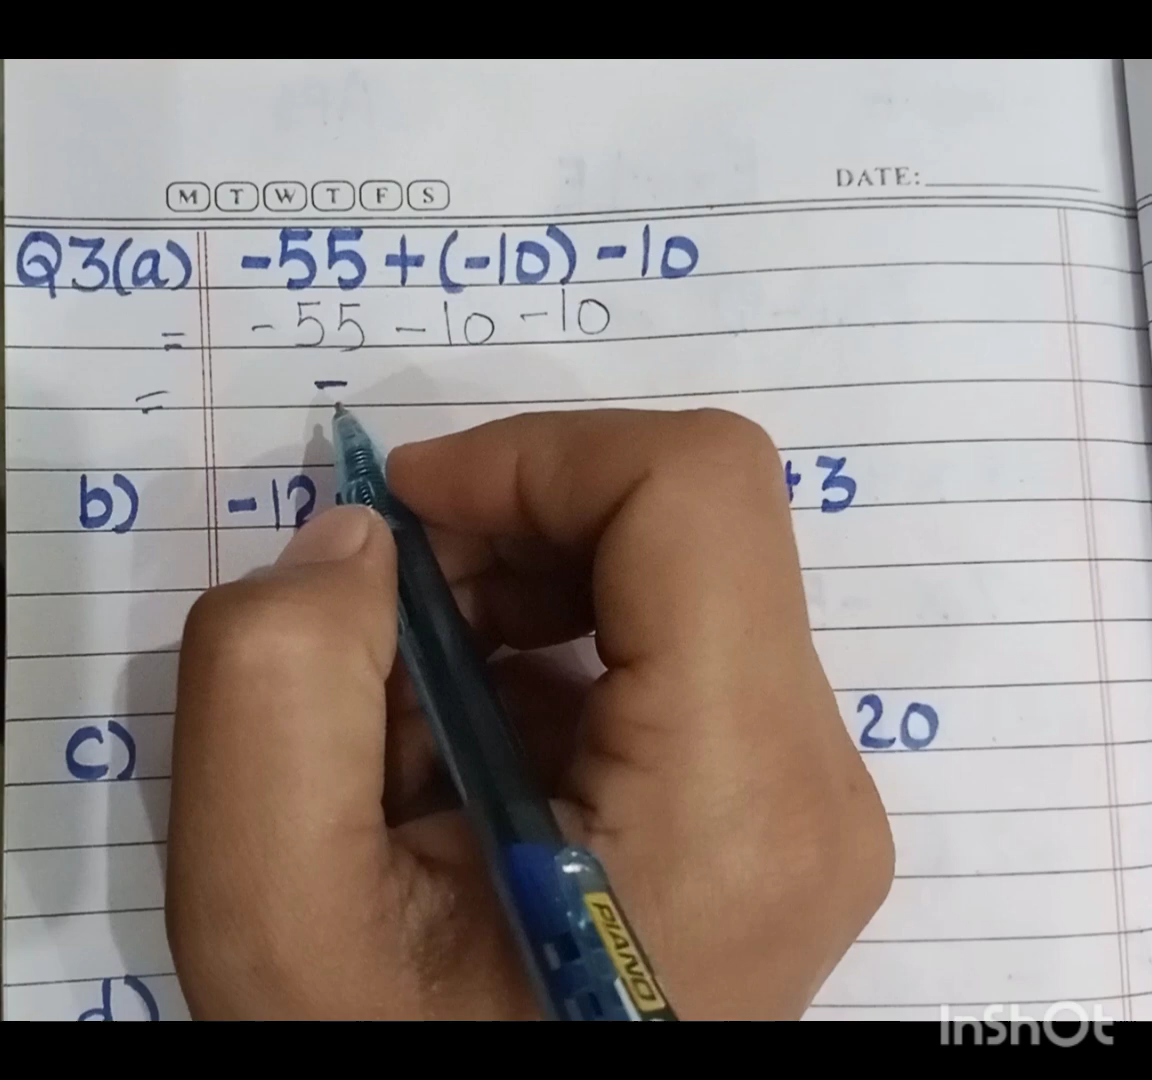 M T W T F S DATE:
Q3(a) -55+(-10)-10
= -55-10-10
= -
b) -12 +3
c) 20
d)
PIANO
InShOt